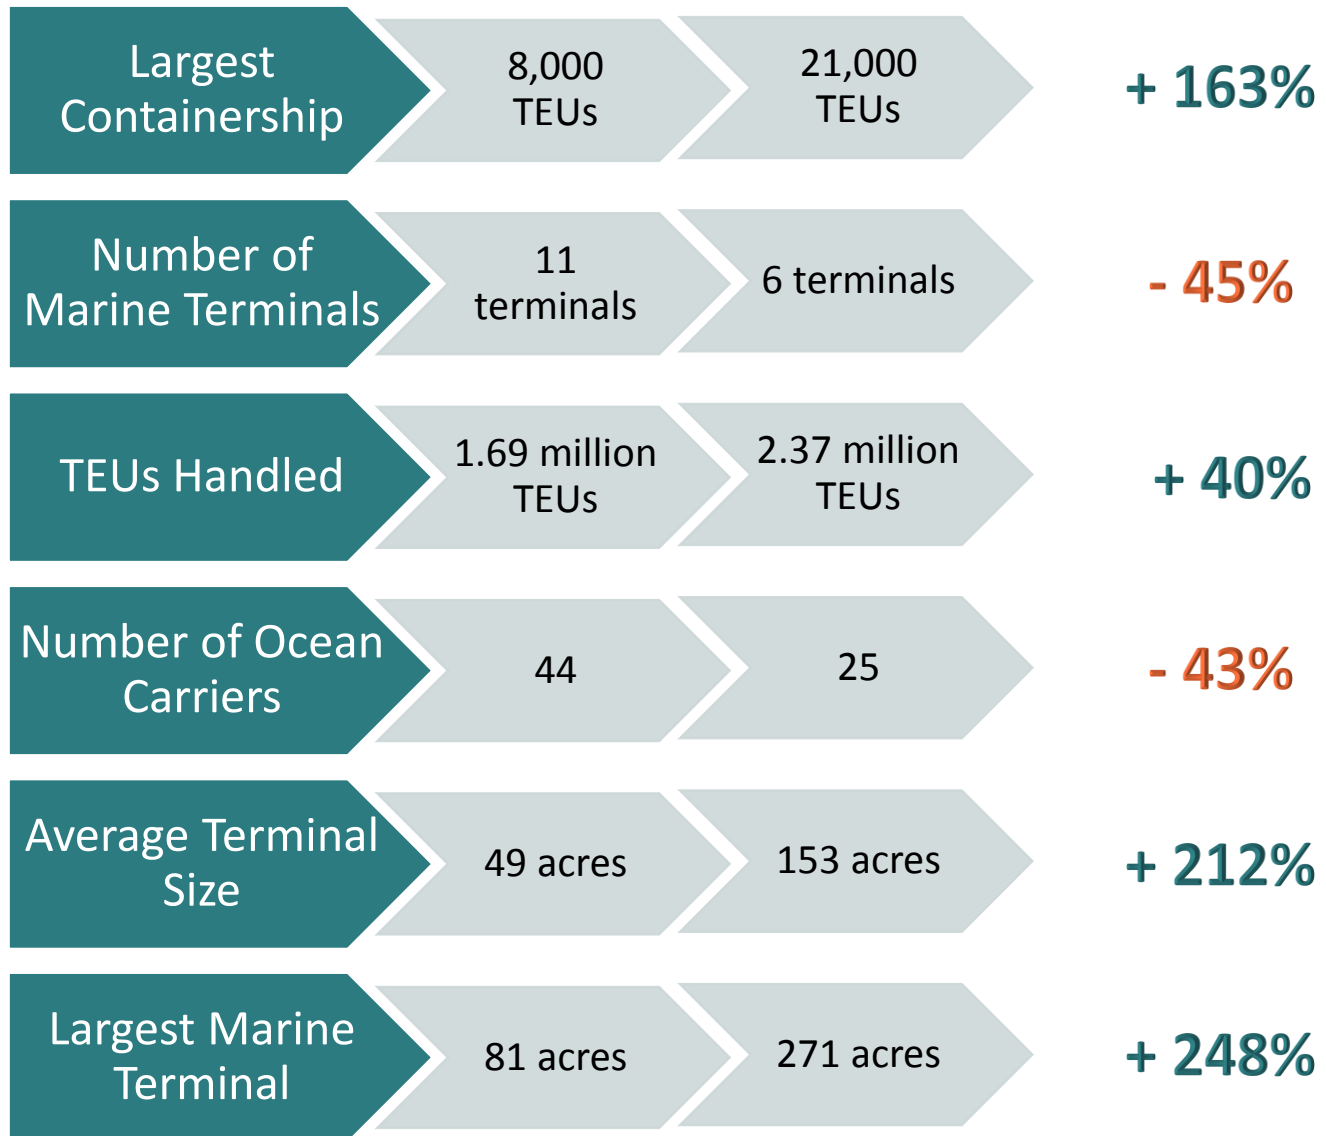 Largest
Containership
8,000
TEUs
21,000
TEUs
+ 163%
Number of
Marine Terminals
11
terminals
6 terminals
- 45%
TEUs Handled
1.69 million
TEUs
2.37 million
TEUs
+ 40%
Number of Ocean
Carriers
44
25
- 43%
Average Terminal
Size
49 acres
153 acres
+ 212%
Largest Marine
Terminal
81 acres
271 acres
+ 248%